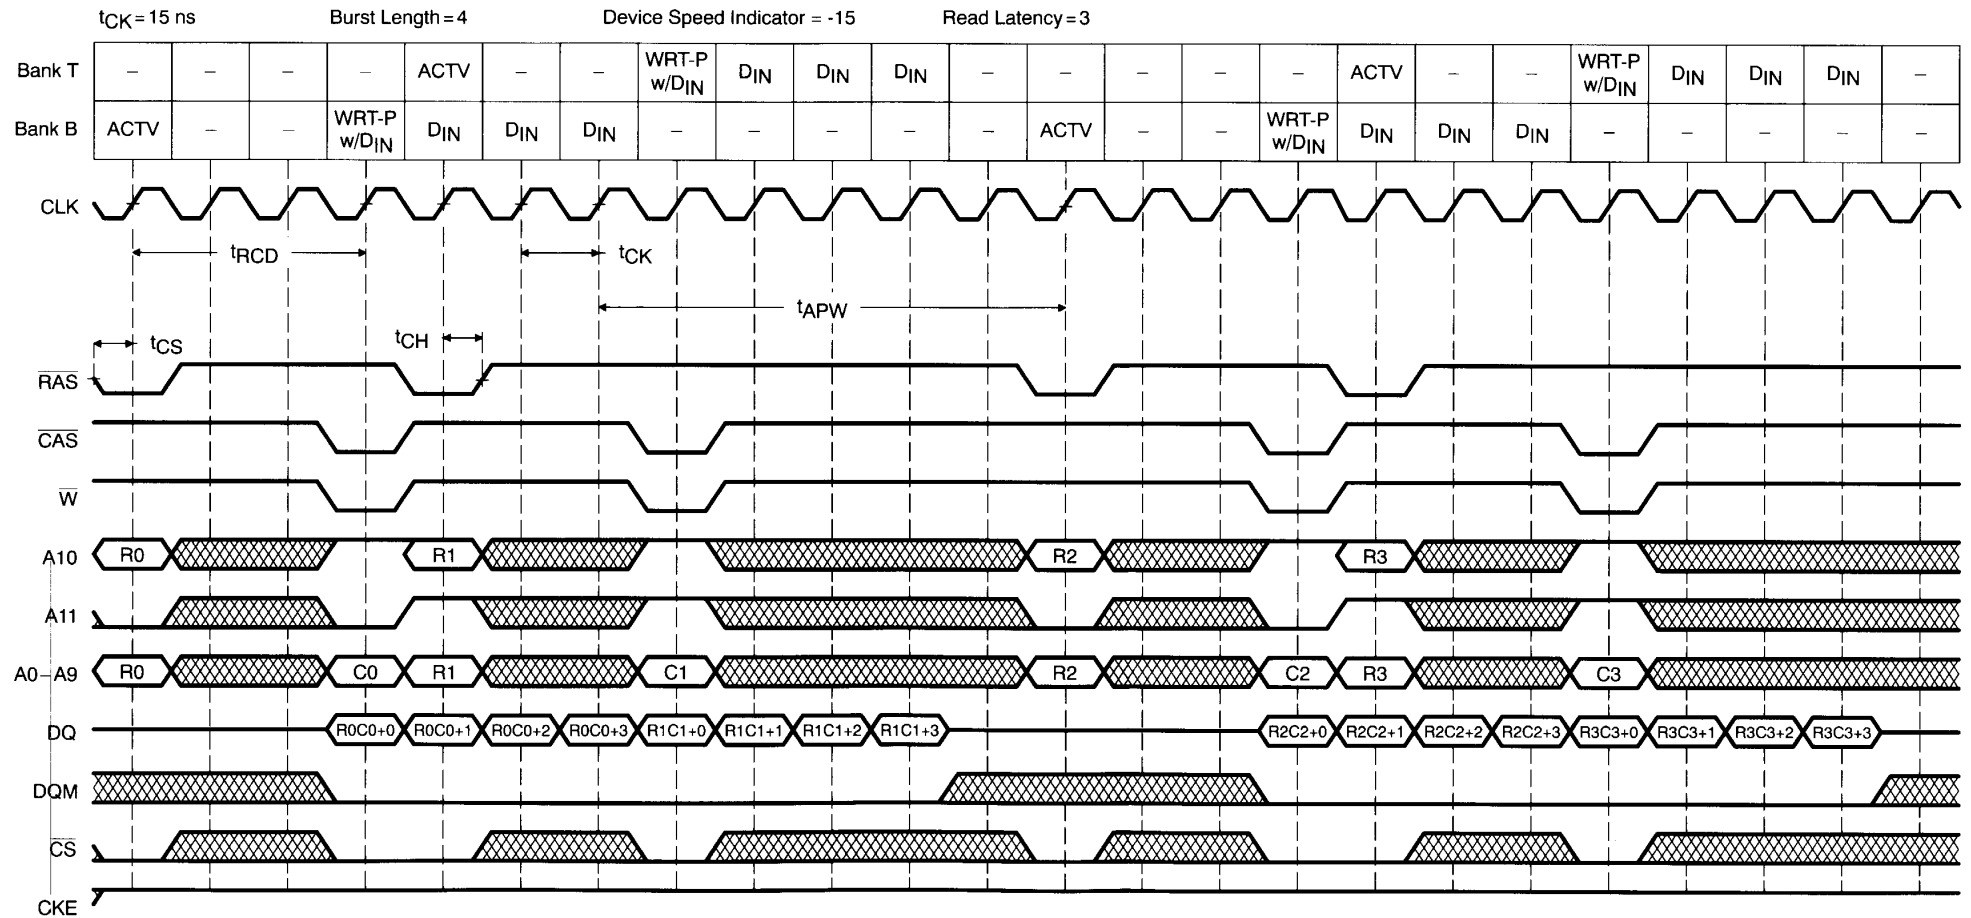 tCK = 15 ns Burst Length = 4 Device Speed Indicator = -15 Read Latency = 3
Bank T – – – – ACTV – – WRT-P w/DIN DIN DIN DIN – – – – – ACTV – – WRT-P w/DIN DIN DIN DIN –
Bank B ACTV – – WRT-P w/DIN DIN DIN DIN – – – – – ACTV – – WRT-P w/DIN DIN DIN DIN – – – – –
CLK
tRCD tCK
tAPW
tCS tCH
RAS
CAS
W
A10 R0 R1 R2 R3
A11
A0–A9 R0 C0 R1 C1 R2 C2 R3 C3
DQ R0C0+0 R0C0+1 R0C0+2 R0C0+3 R1C1+0 R1C1+1 R1C1+2 R1C1+3 R2C2+0 R2C2+1 R2C2+2 R2C2+3 R3C3+0 R3C3+1 R3C3+2 R3C3+3
DQM
CS
CKE